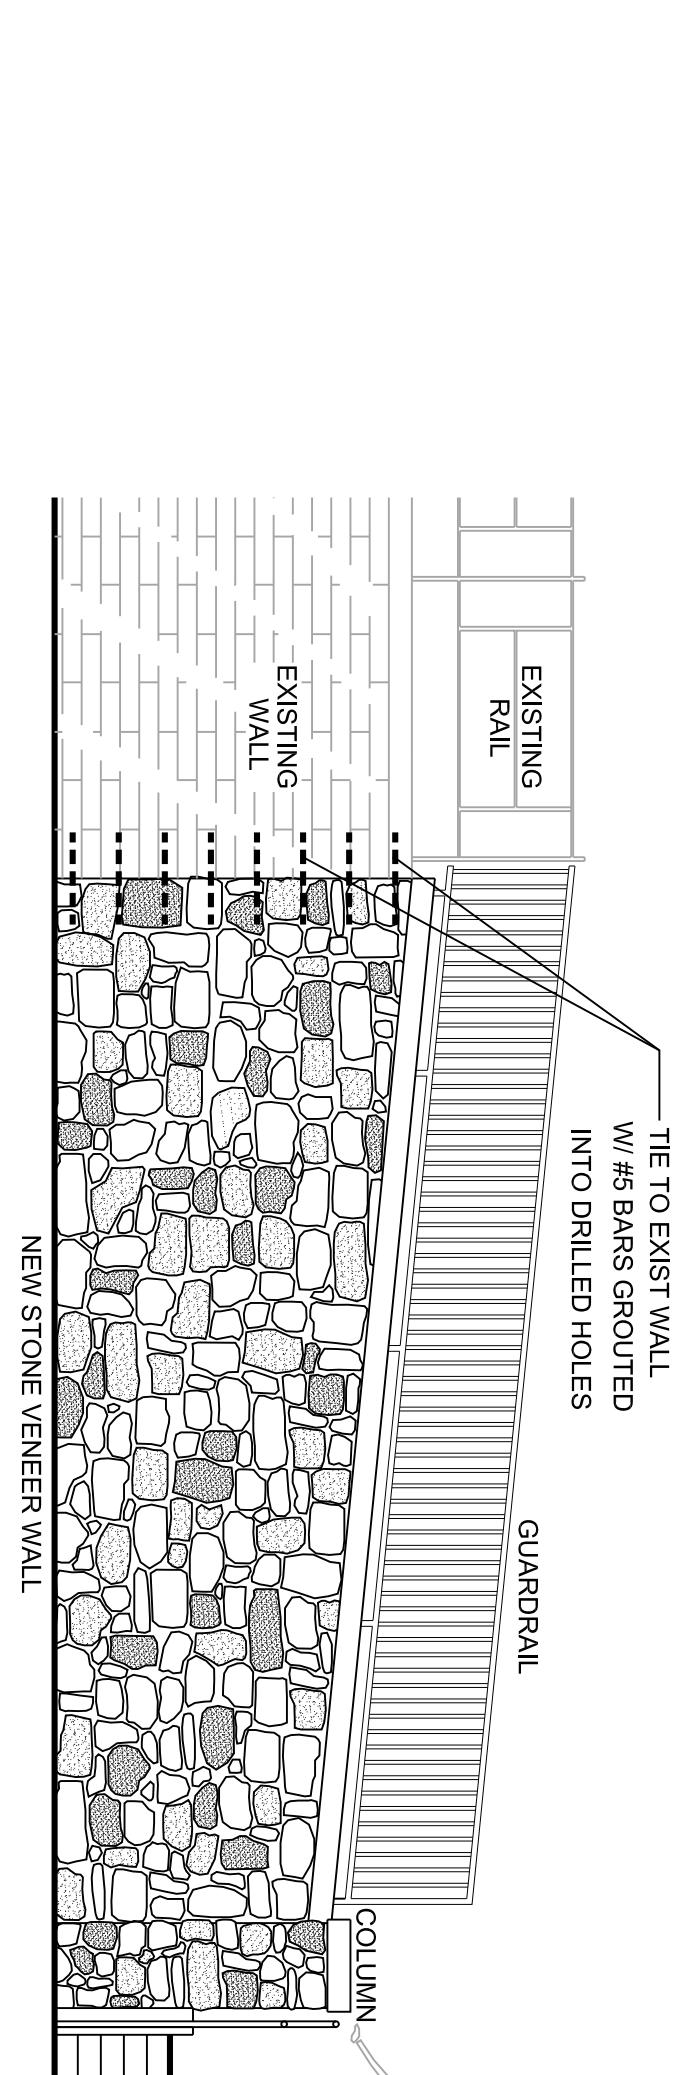 TIE TO EXIST WALL
W/ #5 BARS GROUTED
INTO DRILLED HOLES
EXISTING
RAIL
GUARDRAIL
EXISTING
WALL
COLUMN
NEW STONE VENEER WALL